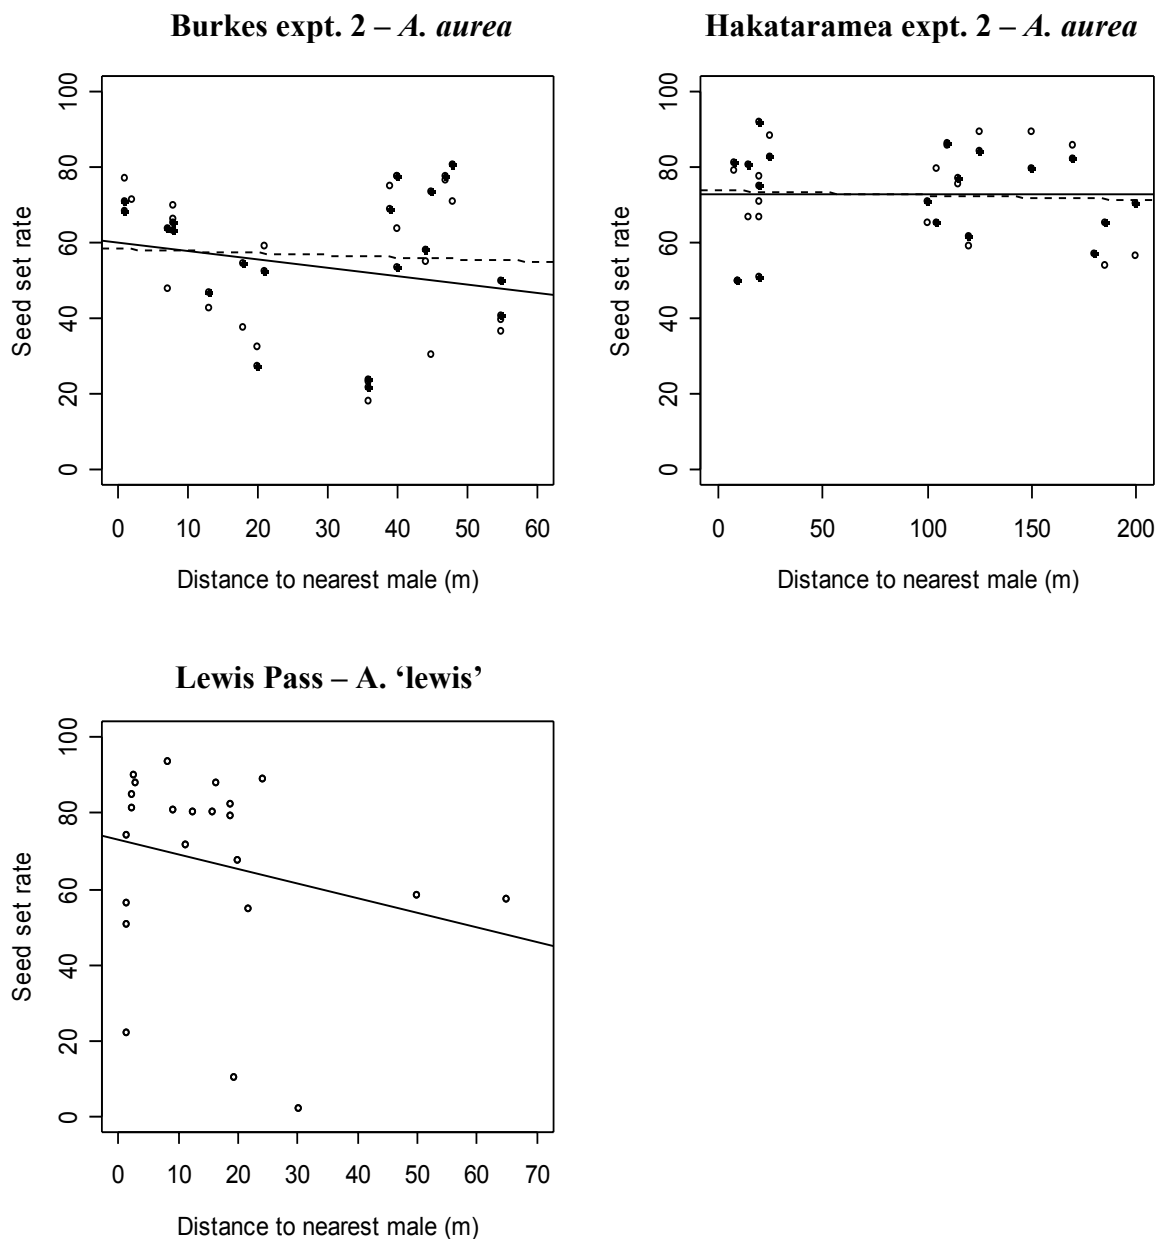 Burkes expt. 2 – A. aurea
100
80
60
40
20
0
Seed set rate
0 10 20 30 40 50 60
Distance to nearest male (m)
Hakataramea expt. 2 – A. aurea
100
80
60
40
20
0
Seed set rate
0 50 100 150 200
Distance to nearest male (m)
Lewis Pass – A. ‘lewis’
100
80
60
40
20
0
Seed set rate
0 10 20 30 40 50 60 70
Distance to nearest male (m)